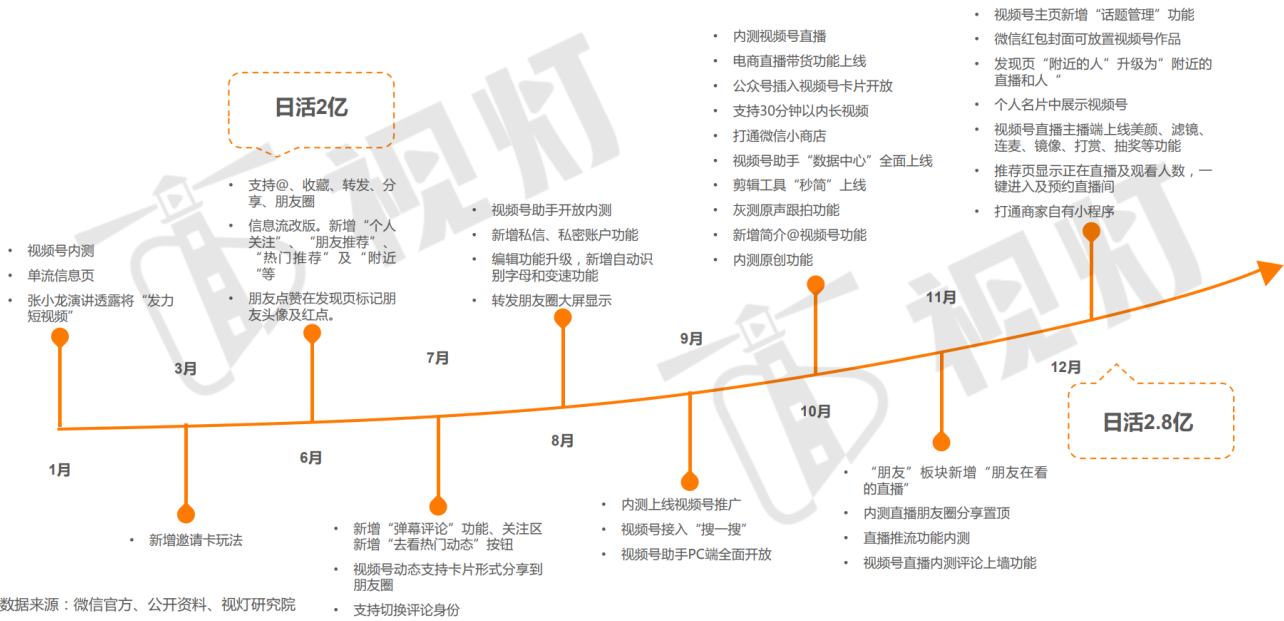 视灯
视灯
1月
• 视频号内测
• 单流信息页
• 张小龙演讲透露将“发力
短视频”
3月
• 新增邀请卡玩法
6月
日活2亿
• 支持@、收藏、转发、分
享、朋友圈
• 信息流改版。新增“个人
关注”、“朋友推荐”、
“热门推荐”及“附近
“等
• 朋友点赞在发现页标记朋
友头像及红点。
7月
• 新增“弹幕评论”功能、关注区
新增“去看热门动态”按钮
• 视频号动态支持卡片形式分享到
朋友圈
• 支持切换评论身份
8月
• 视频号助手开放内测
• 新增私信、私密账户功能
• 编辑功能升级，新增自动识
别字母和变速功能
• 转发朋友圈大屏显示
9月
• 内测上线视频号推广
• 视频号接入“搜一搜”
• 视频号助手PC端全面开放
10月
• 内测视频号直播
• 电商直播带货功能上线
• 公众号插入视频号卡片开放
• 支持30分钟以内长视频
• 打通微信小商店
• 视频号助手“数据中心”全面上线
• 剪辑工具“秒简”上线
• 灰测原声跟拍功能
• 新增简介@视频号功能
• 内测原创功能
11月
• “朋友”板块新增“朋友在看
的直播”
• 内测直播朋友圈分享置顶
• 直播推流功能内测
• 视频号直播内测评论上墙功能
12月
日活2.8亿
• 视频号主页新增“话题管理”功能
• 微信红包封面可放置视频号作品
• 发现页“附近的人”升级为”附近的
直播和人“
• 个人名片中展示视频号
• 视频号直播主播端上线美颜、滤镜、
连麦、镜像、打赏、抽奖等功能
• 推荐页显示正在直播及观看人数，一
键进入及预约直播间
• 打通商家自有小程序
数据来源：微信官方、公开资料、视灯研究院